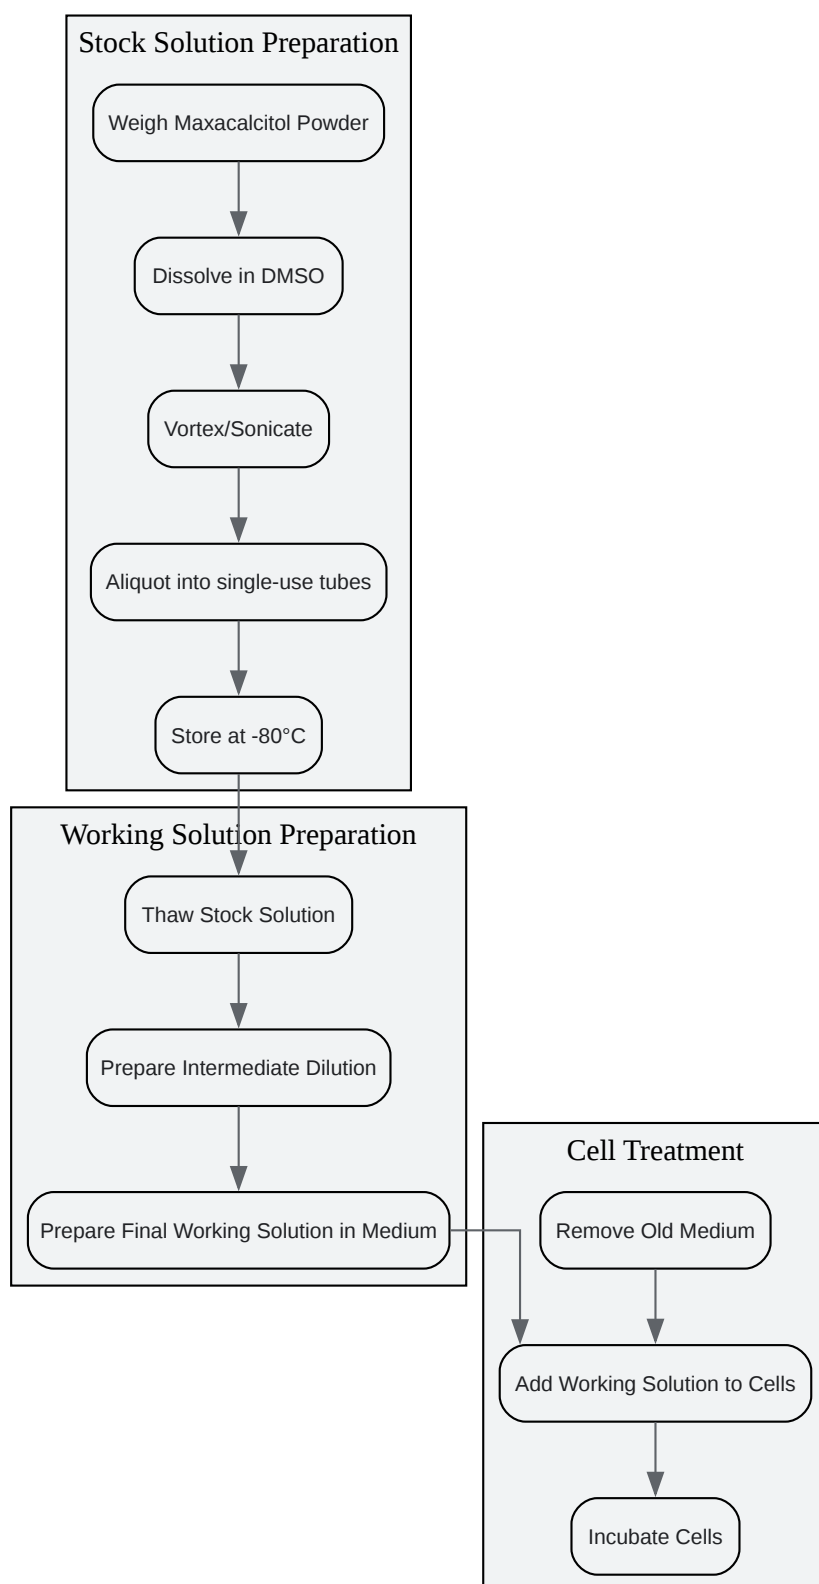 Stock Solution Preparation
Weigh Maxacalcitol Powder
Dissolve in DMSO
Vortex/Sonicate
Aliquot into single-use tubes
Store at -80°C
Working Solution Preparation
Thaw Stock Solution
Prepare Intermediate Dilution
Prepare Final Working Solution in Medium
Cell Treatment
Remove Old Medium
Add Working Solution to Cells
Incubate Cells